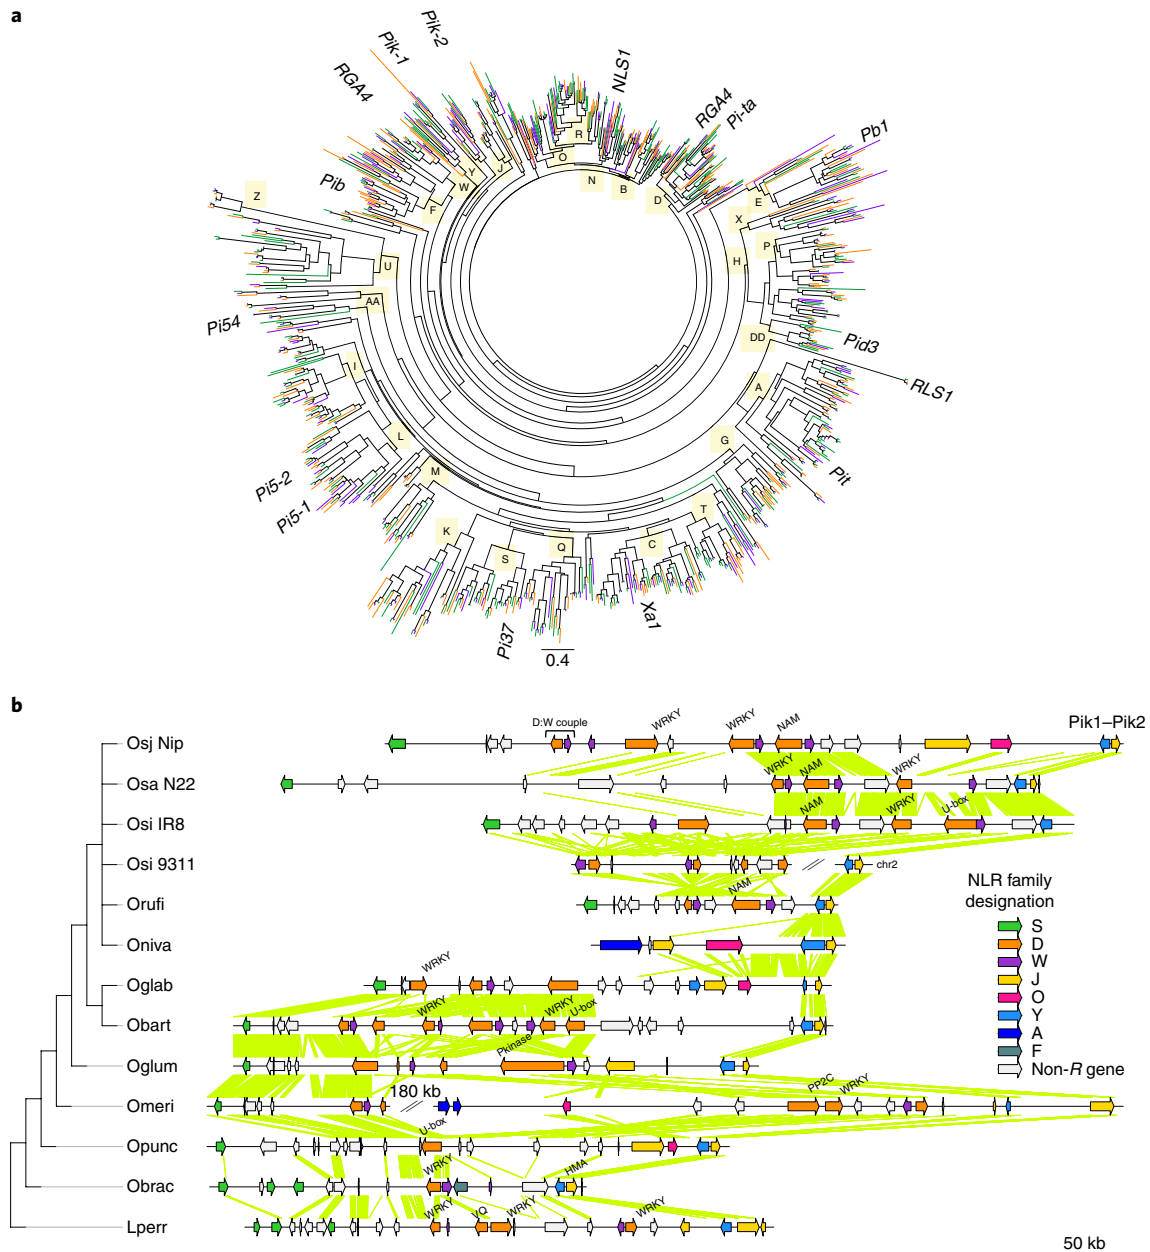 a
Pik-2
Pik-1
RGA4
NLS1
RGA4
Pi-ta
Pb1
Pib
Pi54
Pid3
RLS1
Pit
Pi5-2
Pi5-1
Pi37
Xa1
Z
Y
W
J
F
R
O
N
B
D
E
X
P
H
U
AA
DD
I
A
L
G
M
T
K
S
Q
C
0.4
b
Pik1–Pik2
D:W couple
WRKY
WRKY
NAM
Osj Nip
WRKY
NAM
WRKY
Osa N22
NAM
WRKY
U-box
Osi IR8
Osi 9311
chr2
NAM
Orufi
Oniva
WRKY
Oglab
WRKY
WRKY
U-box
Obart
Pkinase
Oglum
180 kb
PP2C
WRKY
Omeri
U-box
Opunc
WRKY
HMA
Obrac
WRKY
VQ
WRKY
WRKY
Lperr
NLR family
designation
S
D
W
J
O
Y
A
F
Non-R gene
50 kb